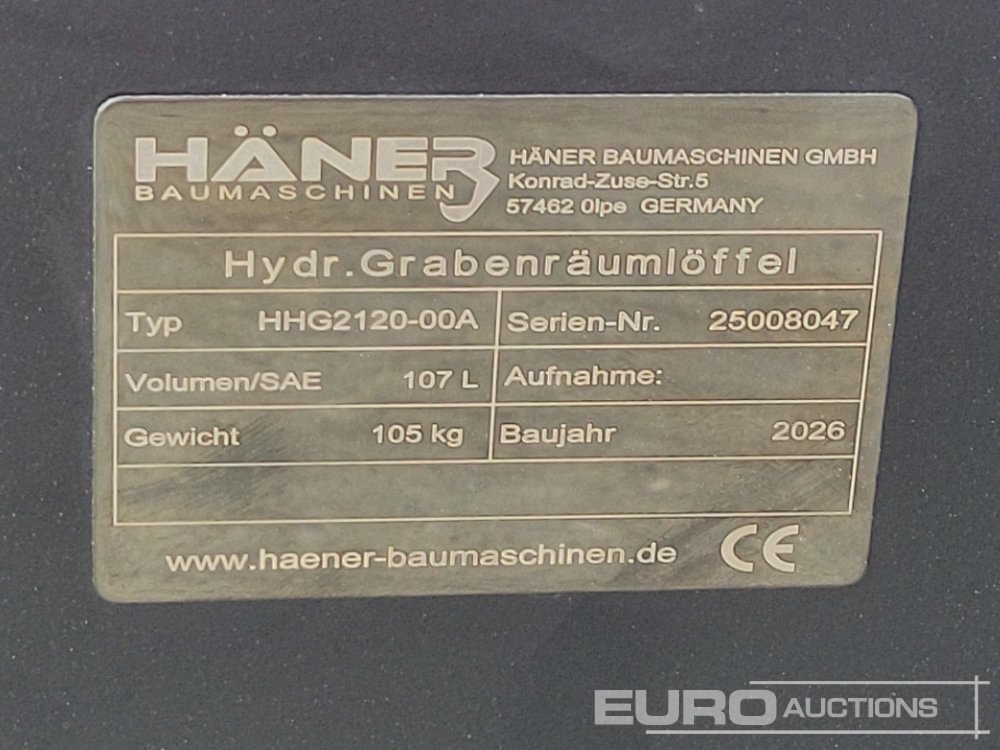 HÄNER
BAUMASCHINEN
HÄNER BAUMASCHINEN GMBH
Konrad-Zuse-Str.5
57462 Olpe GERMANY
Hydr.Grabenräumlöffel
Typ HHG2120-00A Serien-Nr. 25008047
Volumen/SAE 107 L Aufnahme:
Gewicht 105 kg Baujahr 2026
www.haener-baumaschinen.de CE
EURO AUCTIONS